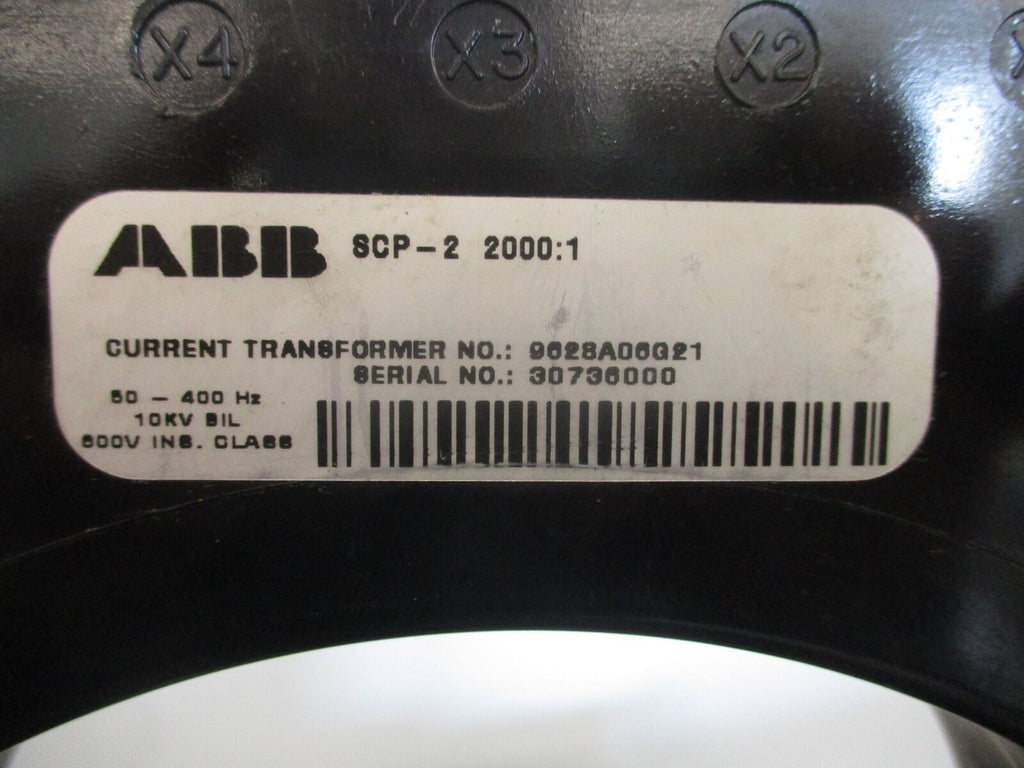 X4 X3 X2
ABB SCP-2 2000:1
CURRENT TRANSFORMER NO.: 9628A06G21
SERIAL NO.: 30736000
50 - 400 Hz
10KV BIL
600V INS. CLASS